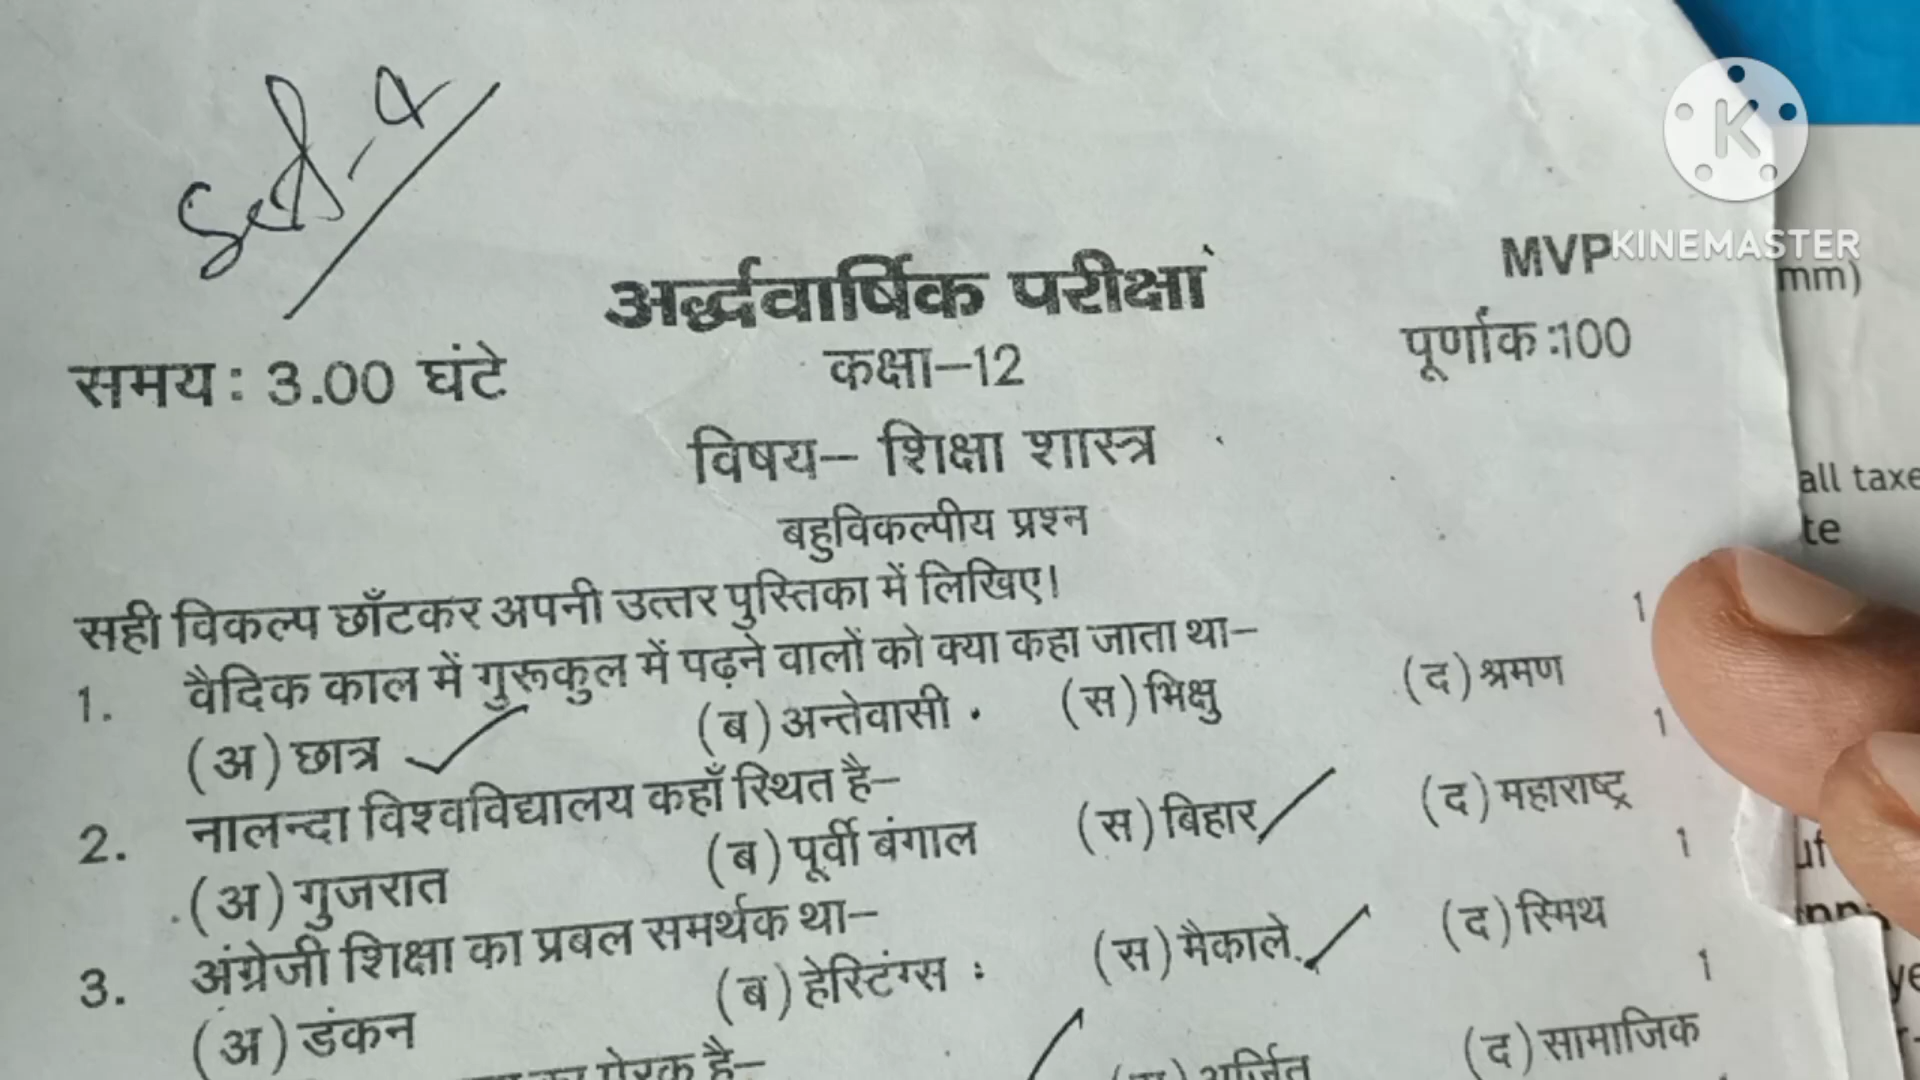 MVP
KINEMASTER
mm)
अर्द्धवार्षिक परीक्षा
समय: 3.00 घंटे
कक्षा–12
पूर्णाक :100
विषय– शिक्षा शास्त्र
all taxe
te
बहुविकल्पीय प्रश्न
सही विकल्प छाँटकर अपनी उत्तर पुस्तिका में लिखिए।
1. वैदिक काल में गुरूकुल में पढ़ने वालों को क्या कहा जाता था– 1
(अ) छात्र (ब) अन्तेवासी . (स) भिक्षु (द) श्रमण
2. नालन्दा विश्वविद्यालय कहाँ स्थित है– 1
(अ) गुजरात (ब) पूर्वी बंगाल (स) बिहार (द) महाराष्ट्र
3. अंग्रेजी शिक्षा का प्रबल समर्थक था– 1
(अ) डंकन (ब) हेस्टिंग्स : (स) मैकाले. (द) स्मिथ
है– 1
अर्जित (द) सामाजिक